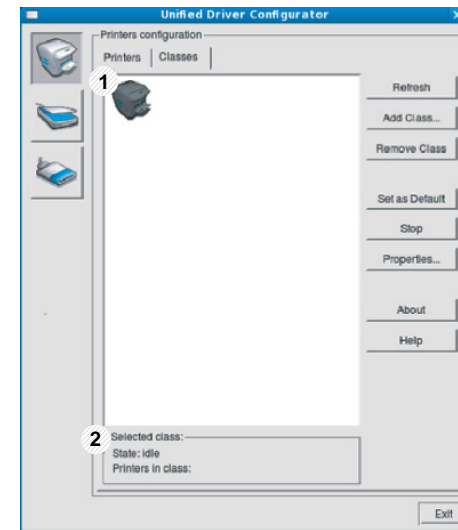 Unified Driver Configurator
Printers configuration
Printers
Classes
1
Refresh
Add Class...
Remove Class
Set as Default
Stop
Properties...
About
Help
2
Selected class:
State: idle
Printers in class:
Exit